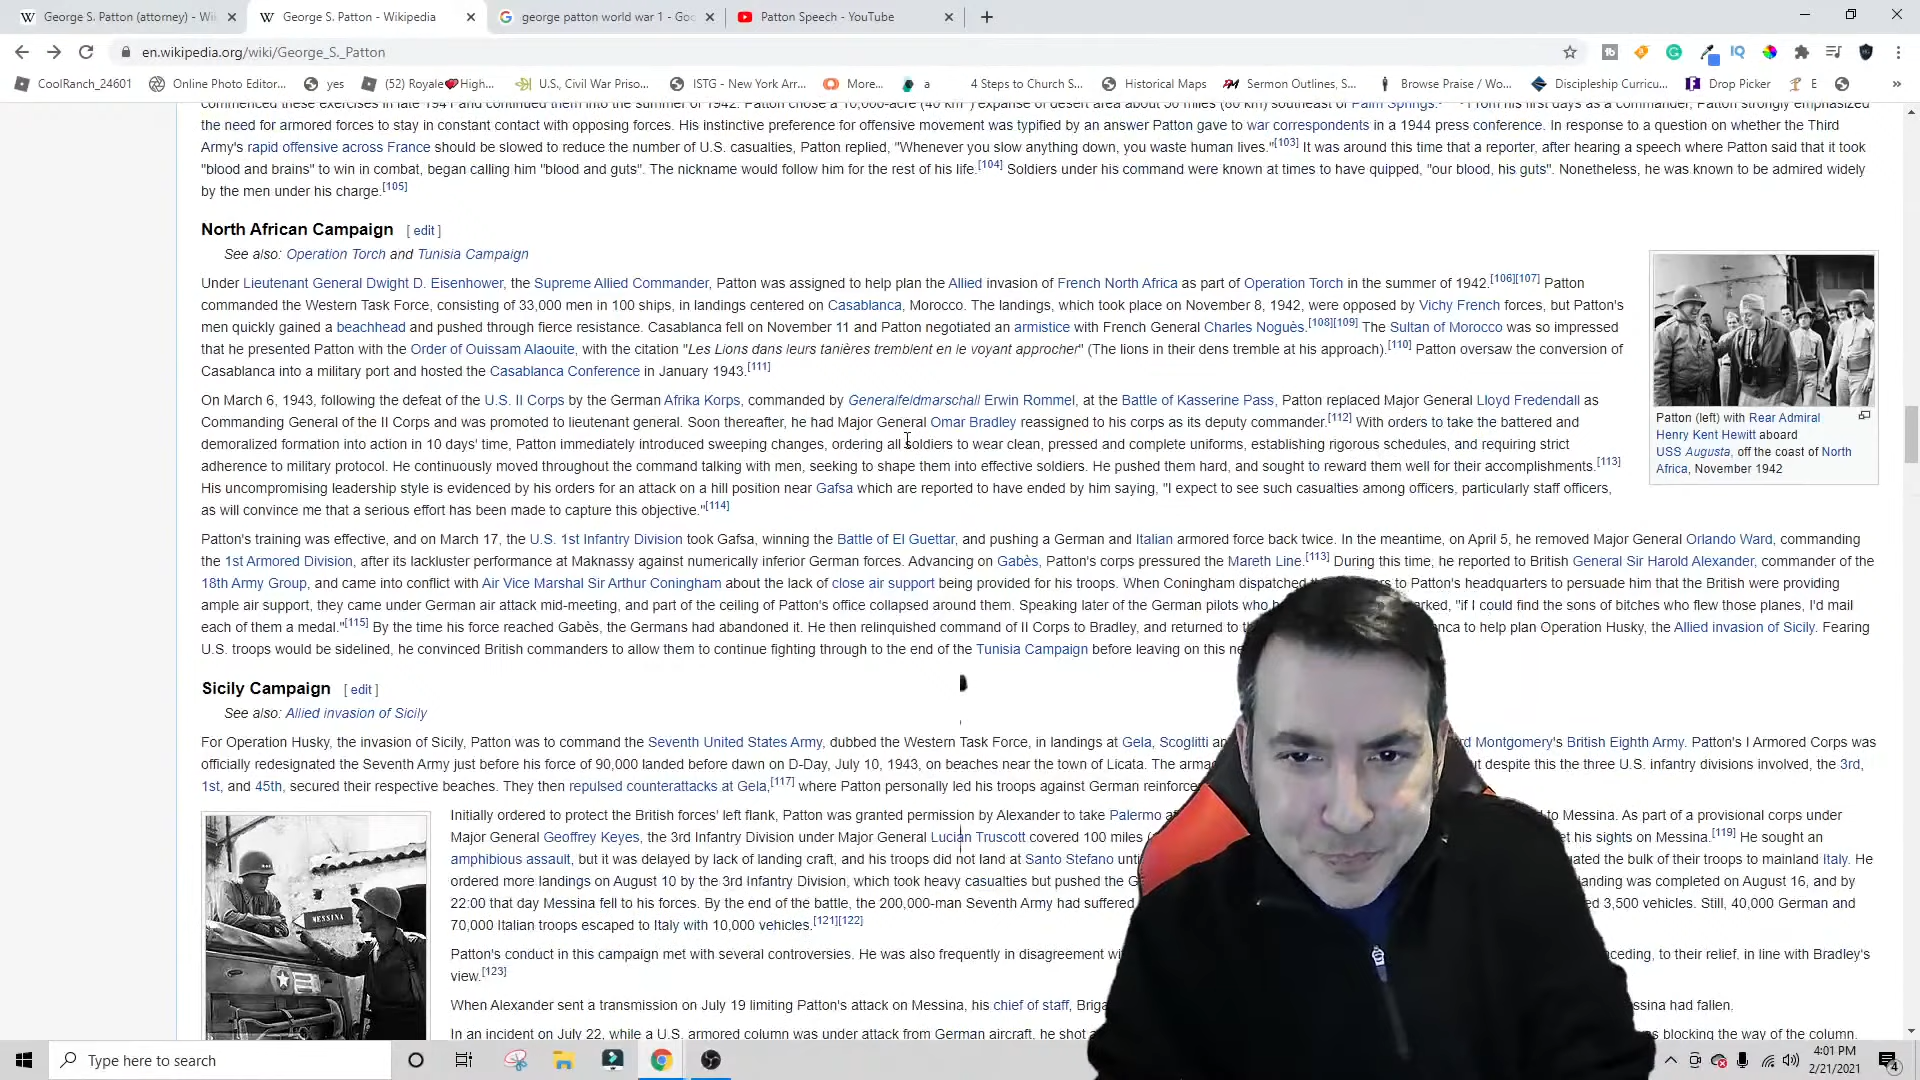 George S. Patton (attorney) - Wi
George S. Patton - Wikipedia
george patton world war 1 - Goo
Patton Speech - YouTube
en.wikipedia.org/wiki/George_S._Patton
CoolRanch_24601
Online Photo Editor...
yes
(52) Royale❤High...
U.S., Civil War Priso...
ISTG - New York Arr...
More...
a
4 Steps to Church S...
Historical Maps
Sermon Outlines, S...
Browse Praise / Wo...
Discipleship Curricu...
Drop Picker
E
»
the need for armored forces to stay in constant contact with opposing forces. His instinctive preference for offensive movement was typified by an answer Patton gave to war correspondents in a 1944 press conference. In response to a question on whether the Third
Army's rapid offensive across France should be slowed to reduce the number of U.S. casualties, Patton replied, "Whenever you slow anything down, you waste human lives."[103] It was around this time that a reporter, after hearing a speech where Patton said that it took
"blood and brains" to win in combat, began calling him "blood and guts". The nickname would follow him for the rest of his life.[104] Soldiers under his command were known at times to have quipped, "our blood, his guts". Nonetheless, he was known to be admired widely
by the men under his charge.[105]
North African Campaign [ edit ]
See also: Operation Torch and Tunisia Campaign
Under Lieutenant General Dwight D. Eisenhower, the Supreme Allied Commander, Patton was assigned to help plan the Allied invasion of French North Africa as part of Operation Torch in the summer of 1942.[106][107] Patton
commanded the Western Task Force, consisting of 33,000 men in 100 ships, in landings centered on Casablanca, Morocco. The landings, which took place on November 8, 1942, were opposed by Vichy French forces, but Patton's
men quickly gained a beachhead and pushed through fierce resistance. Casablanca fell on November 11 and Patton negotiated an armistice with French General Charles Noguès.[108][109] The Sultan of Morocco was so impressed
that he presented Patton with the Order of Ouissam Alaouite, with the citation "Les Lions dans leurs tanières tremblent en le voyant approcher" (The lions in their dens tremble at his approach).[110] Patton oversaw the conversion of
Casablanca into a military port and hosted the Casablanca Conference in January 1943.[111]
Patton (left) with Rear Admiral
Henry Kent Hewitt aboard
USS Augusta, off the coast of North
Africa, November 1942
On March 6, 1943, following the defeat of the U.S. II Corps by the German Afrika Korps, commanded by Generalfeldmarschall Erwin Rommel, at the Battle of Kasserine Pass, Patton replaced Major General Lloyd Fredendall as
Commanding General of the II Corps and was promoted to lieutenant general. Soon thereafter, he had Major General Omar Bradley reassigned to his corps as its deputy commander.[112] With orders to take the battered and
demoralized formation into action in 10 days' time, Patton immediately introduced sweeping changes, ordering all soldiers to wear clean, pressed and complete uniforms, establishing rigorous schedules, and requiring strict
adherence to military protocol. He continuously moved throughout the command talking with men, seeking to shape them into effective soldiers. He pushed them hard, and sought to reward them well for their accomplishments.[113]
His uncompromising leadership style is evidenced by his orders for an attack on a hill position near Gafsa which are reported to have ended by him saying, "I expect to see such casualties among officers, particularly staff officers,
as will convince me that a serious effort has been made to capture this objective."[114]
Patton's training was effective, and on March 17, the U.S. 1st Infantry Division took Gafsa, winning the Battle of El Guettar, and pushing a German and Italian armored force back twice. In the meantime, on April 5, he removed Major General Orlando Ward, commanding
the 1st Armored Division, after its lackluster performance at Maknassy against numerically inferior German forces. Advancing on Gabès, Patton's corps pressured the Mareth Line.[113] During this time, he reported to British General Sir Harold Alexander, commander of the
18th Army Group, and came into conflict with Air Vice Marshal Sir Arthur Coningham about the lack of close air support being provided for his troops. When Coningham dispatched to Patton's headquarters to persuade him that the British were providing
ample air support, they came under German air attack mid-meeting, and part of the ceiling of Patton's office collapsed around them. Speaking later of the German pilots who "if I could find the sons of bitches who flew those planes, I'd mail
each of them a medal."[115] By the time his force reached Gabès, the Germans had abandoned it. He then relinquished command of II Corps to Bradley, and returned to to help plan Operation Husky, the Allied invasion of Sicily. Fearing
U.S. troops would be sidelined, he convinced British commanders to allow them to continue fighting through to the end of the Tunisia Campaign before leaving on this
Sicily Campaign [ edit ]
See also: Allied invasion of Sicily
For Operation Husky, the invasion of Sicily, Patton was to command the Seventh United States Army, dubbed the Western Task Force, in landings at Gela, Scoglitti Montgomery's British Eighth Army. Patton's I Armored Corps was
officially redesignated the Seventh Army just before his force of 90,000 landed before dawn on D-Day, July 10, 1943, on beaches near the town of Licata. The despite this the three U.S. infantry divisions involved, the 3rd,
1st, and 45th, secured their respective beaches. They then repulsed counterattacks at Gela,[117] where Patton personally led his troops against German
MESSINA
Initially ordered to protect the British forces' left flank, Patton was granted permission by Alexander to take Palermo to Messina. As part of a provisional corps under
Major General Geoffrey Keyes, the 3rd Infantry Division under Major General Lucian Truscott covered 100 miles his sights on Messina.[119] He sought an
amphibious assault, but it was delayed by lack of landing craft, and his troops did not land at Santo Stefano the bulk of their troops to mainland Italy. He
ordered more landings on August 10 by the 3rd Infantry Division, which took heavy casualties but pushed the landing was completed on August 16, and by
22:00 that day Messina fell to his forces. By the end of the battle, the 200,000-man Seventh Army had suffered 3,500 vehicles. Still, 40,000 German and
70,000 Italian troops escaped to Italy with 10,000 vehicles.[121][122]
Patton's conduct in this campaign met with several controversies. He was also frequently in disagreement to their relief, in line with Bradley's
view.[123]
When Alexander sent a transmission on July 19 limiting Patton's attack on Messina, his chief of staff, had fallen.
In an incident on July 22, while a U.S. armored column was under attack from German aircraft, he shot blocking the way of the column.
Type here to search
4:01 PM
2/21/2021
4